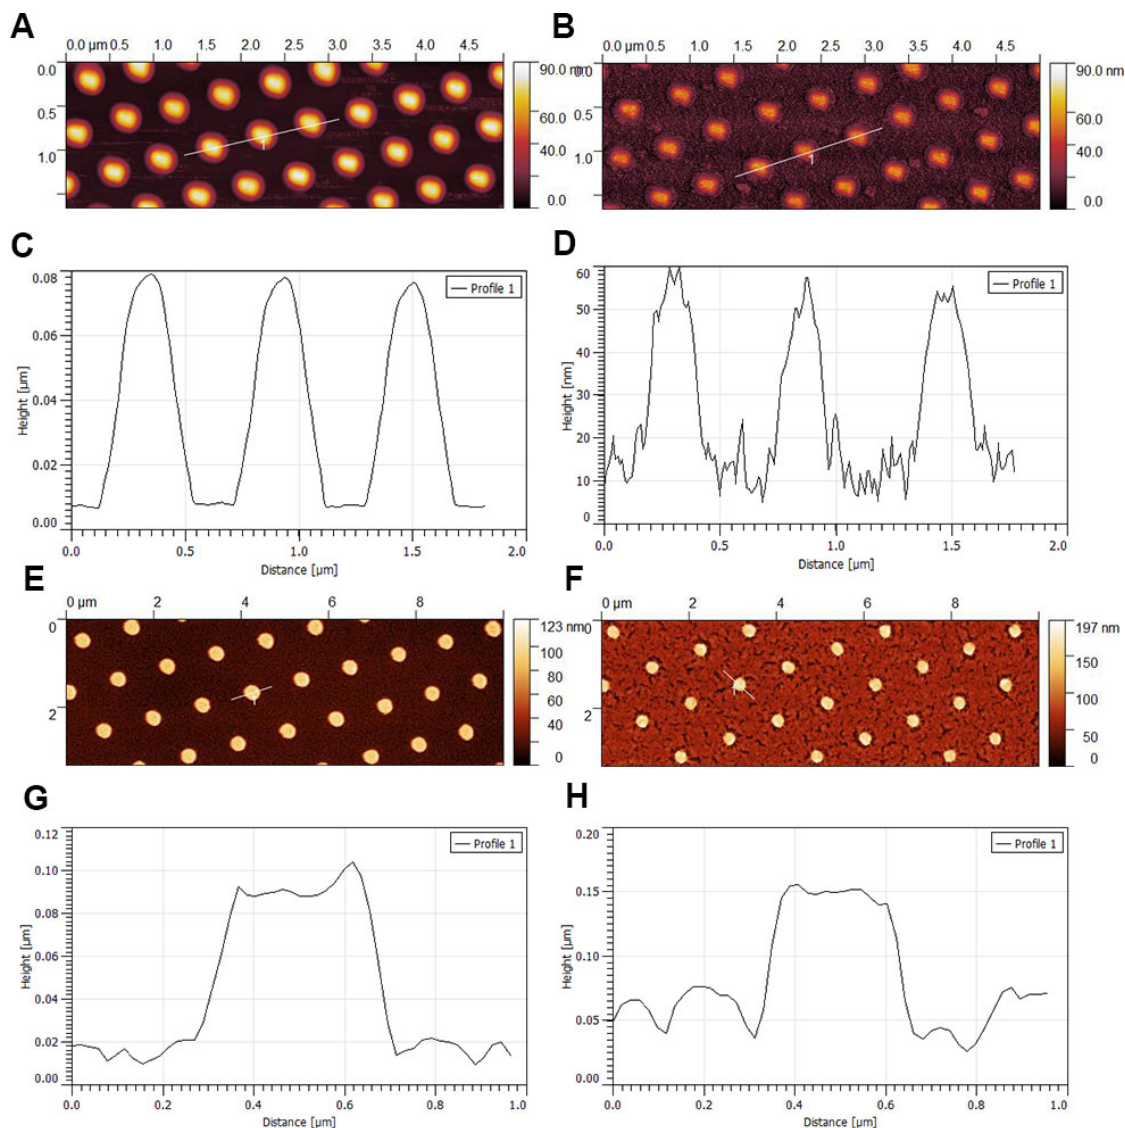 A
B
0.0 µm 0.5 1.0 1.5 2.0 2.5 3.0 3.5 4.0 4.5
0.0 µm 0.5 1.0 1.5 2.0 2.5 3.0 3.5 4.0 4.5
0.0
0.5
1.0
1
90.0 nm
60.0
40.0
0.0
0.0
0.5
1.0
1
90.0 nm
60.0
40.0
0.0
C
D
0.08
0.06
0.04
0.02
0.00
Height [µm]
Profile 1
0.0 0.5 1.0 1.5 2.0
Distance [µm]
60
50
40
30
20
10
0
Height [nm]
Profile 1
0.0 0.5 1.0 1.5 2.0
Distance [µm]
E
F
0 µm 2 4 6 8
0 µm 2 4 6 8
0
2
1
123 nm
100
80
60
40
0
0
2
1
197 nm
150
100
50
0
G
H
0.12
0.10
0.08
0.06
0.04
0.02
0.00
Height [µm]
Profile 1
0.0 0.2 0.4 0.6 0.8 1.0
Distance [µm]
0.20
0.15
0.10
0.05
0.00
Height [µm]
Profile 1
0.0 0.2 0.4 0.6 0.8 1.0
Distance [µm]